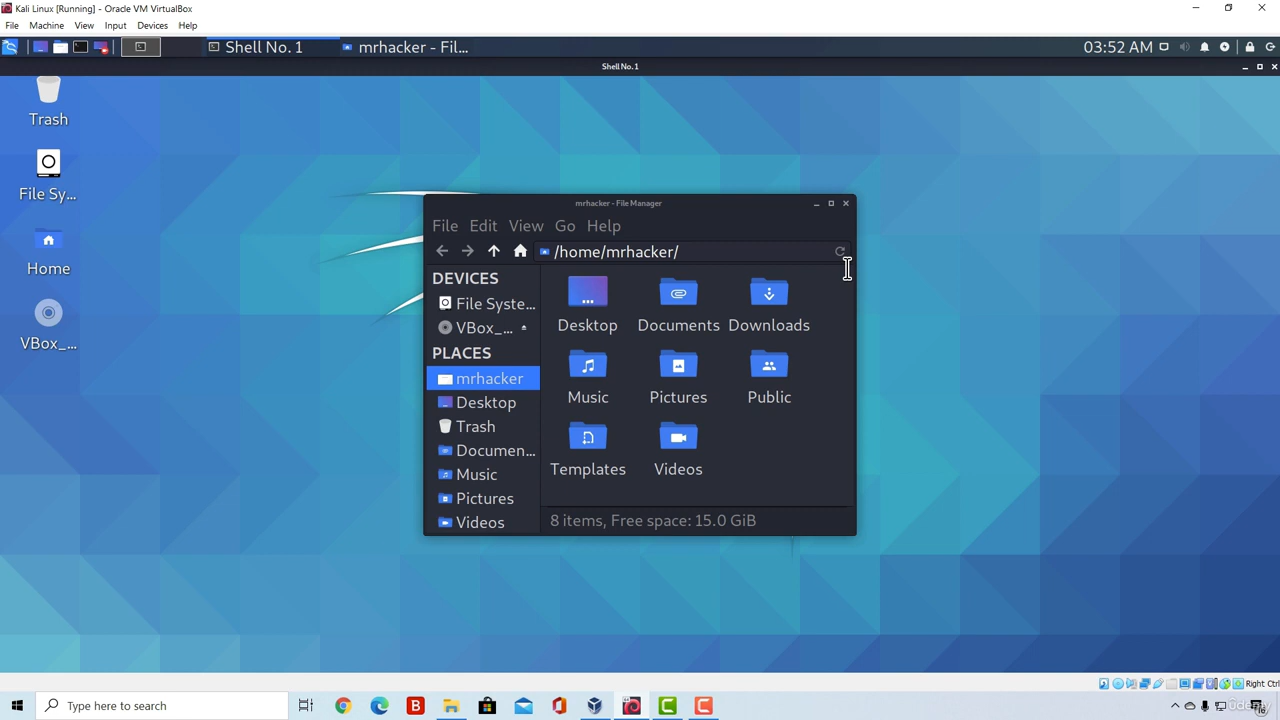 Kali Linux [Running] - Oracle VM VirtualBox
File Machine View Input Devices Help
Shell No. 1 mrhacker - Fil... 03:52 AM
Shell No.1
Trash
File Sy...
Home
VBox_...
mrhacker - File Manager
File Edit View Go Help
/home/mrhacker/
DEVICES
File Syste...
VBox_...
PLACES
mrhacker
Desktop
Trash
Documen...
Music
Pictures
Videos
Desktop Documents Downloads
Music Pictures Public
Templates Videos
8 items, Free space: 15.0 GiB
Right Ctrl
Type here to search
B
Udemy